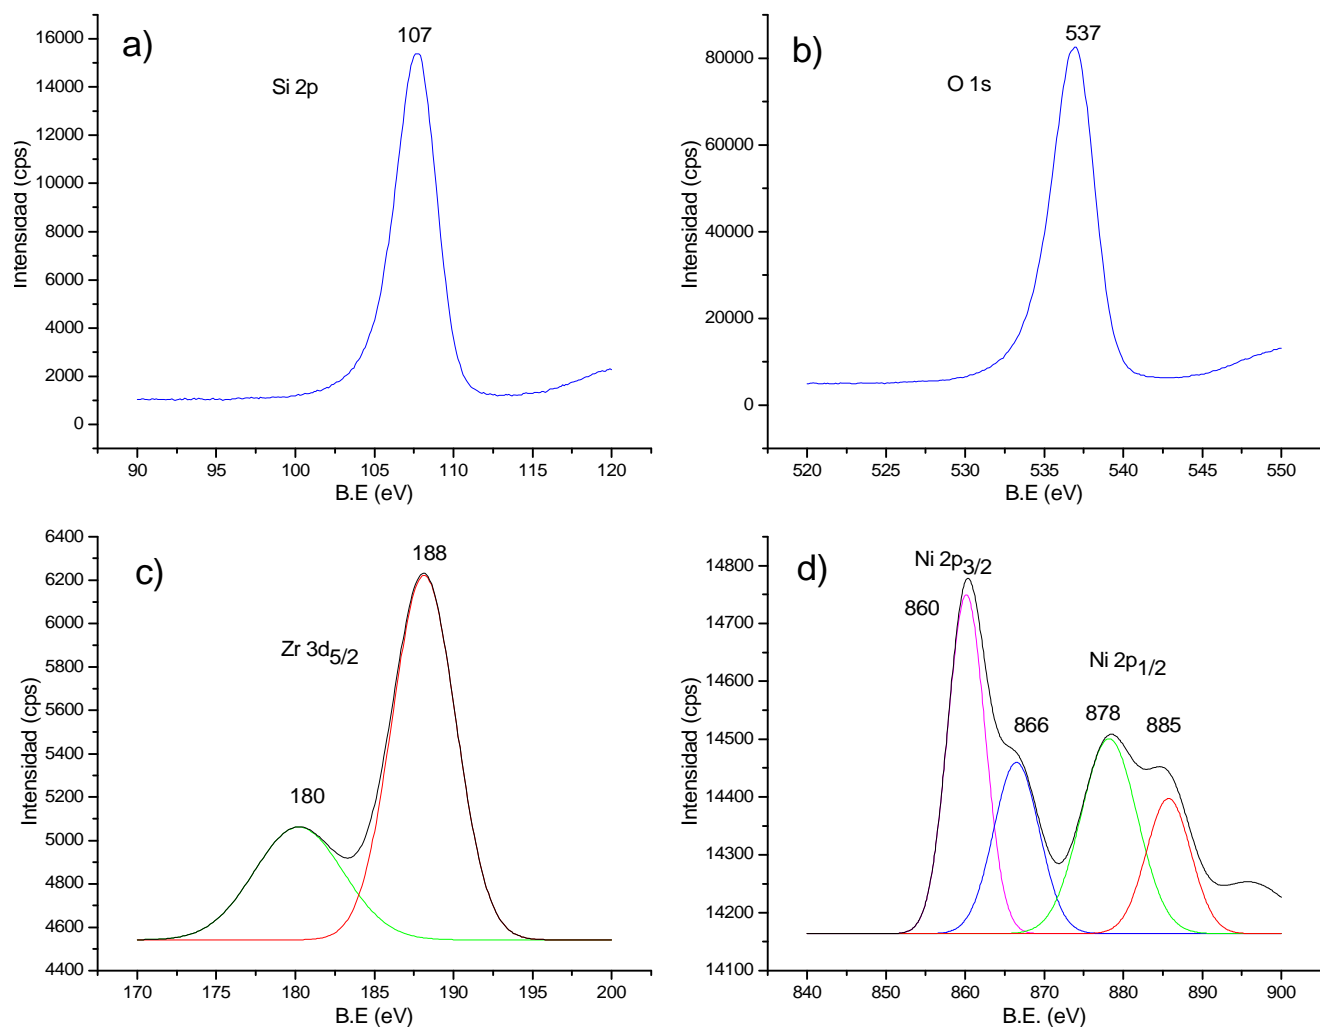 a)
107
Si 2p
16000
14000
12000
10000
8000
6000
4000
2000
0
Intensidad (cps)
90 95 100 105 110 115 120
B.E (eV)
b)
537
O 1s
80000
60000
40000
20000
0
Intensidad (cps)
520 525 530 535 540 545 550
B.E (eV)
c)
188
Zr 3d5/2
180
6400
6200
6000
5800
5600
5400
5200
5000
4800
4600
4400
Intensidad (cps)
170 175 180 185 190 195 200
B.E (eV)
d)
Ni 2p3/2
860
Ni 2p1/2
866
878
885
14800
14700
14600
14500
14400
14300
14200
14100
Intensidad (cps)
840 850 860 870 880 890 900
B.E. (eV)